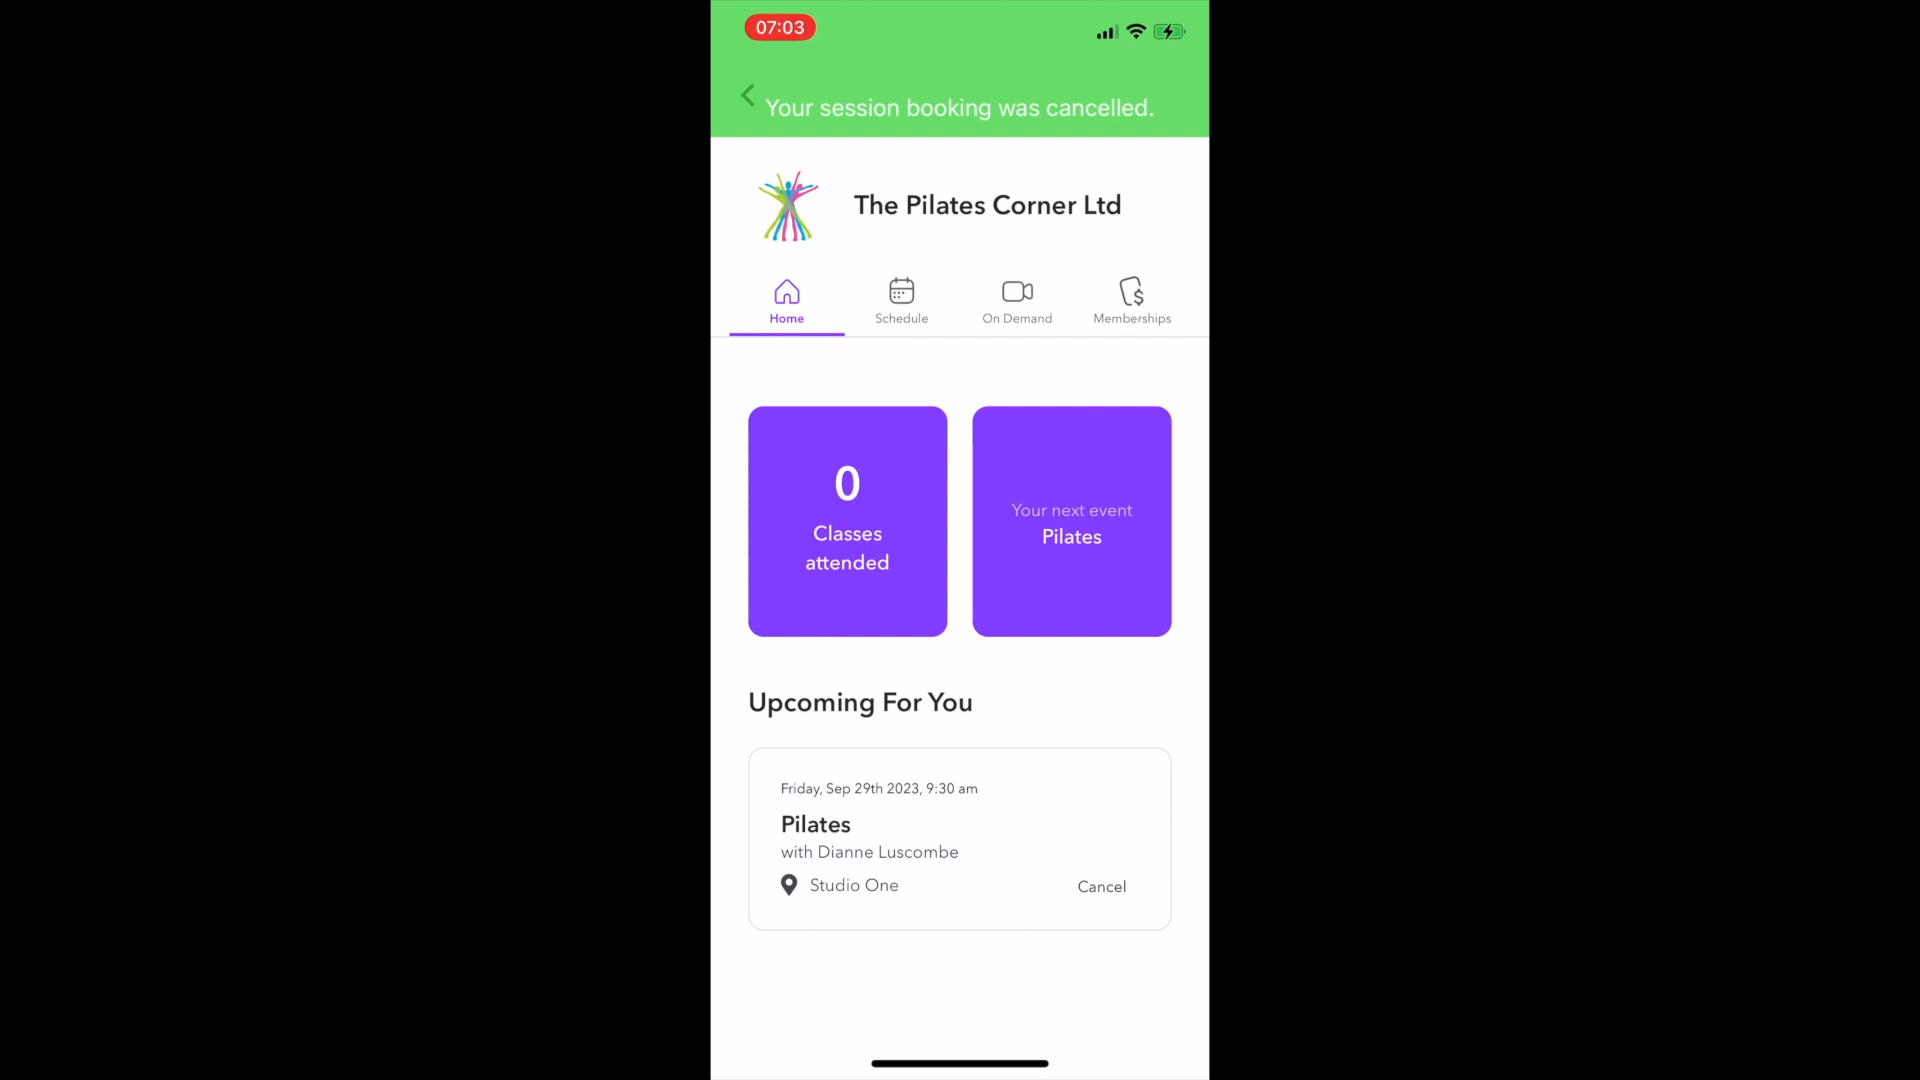 07:03
Your session booking was cancelled.
The Pilates Corner Ltd
Home
Schedule
On Demand
Memberships
0
Classes
attended
Your next event
Pilates
Upcoming For You
Friday, Sep 29th 2023, 9:30 am
Pilates
with Dianne Luscombe
Studio One
Cancel